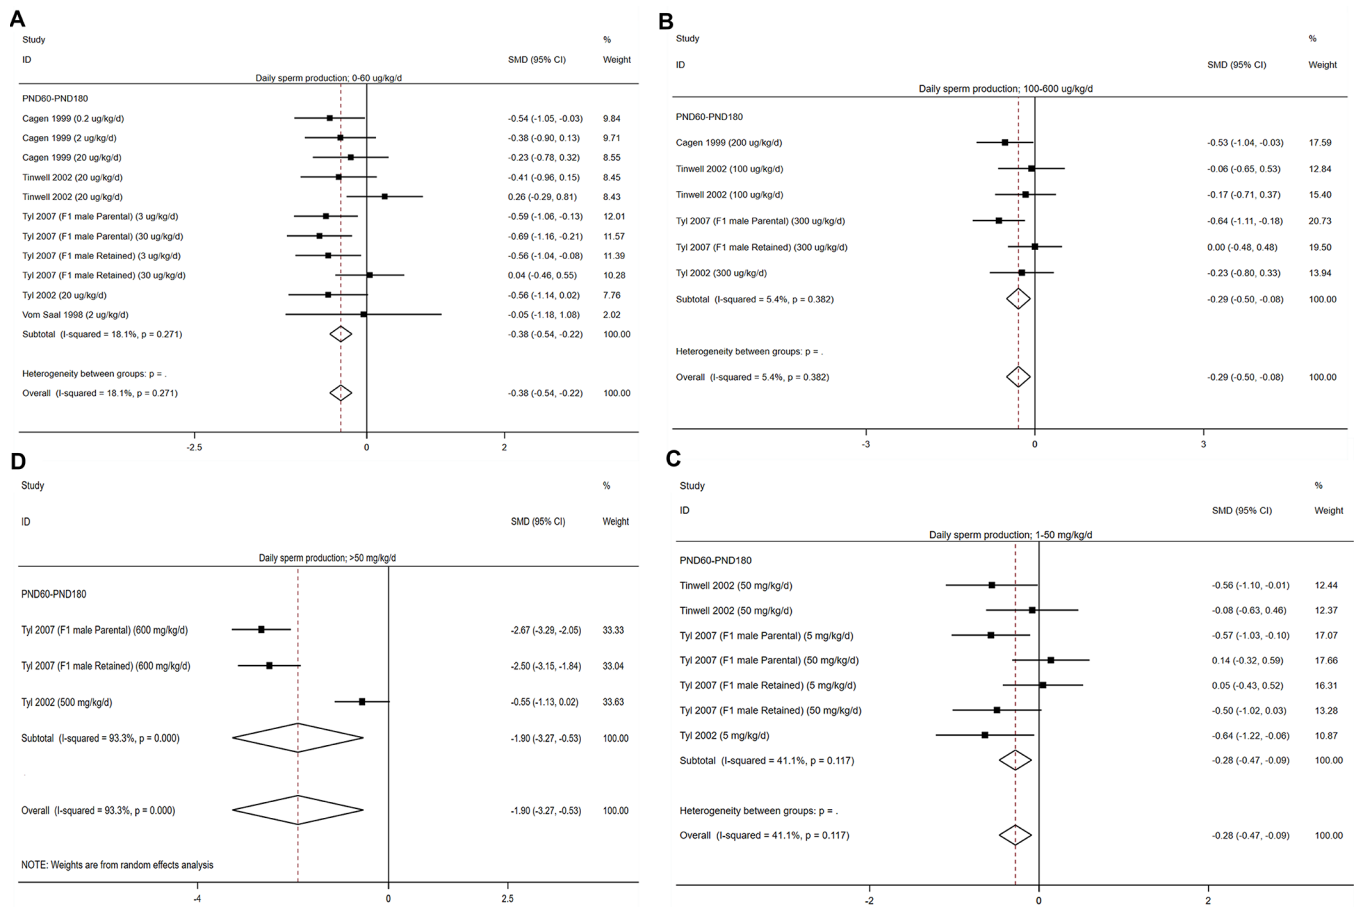 A
Study %
ID SMD (95% CI) Weight
Daily sperm production; 0-60 ug/kg/d
PND60-PND180
Cagen 1999 (0.2 ug/kg/d) -0.54 (-1.05, -0.03) 9.84
Cagen 1999 (2 ug/kg/d) -0.38 (-0.90, 0.13) 9.71
Cagen 1999 (20 ug/kg/d) -0.23 (-0.78, 0.32) 8.55
Tinwell 2002 (20 ug/kg/d) -0.41 (-0.96, 0.15) 8.45
Tinwell 2002 (20 ug/kg/d) 0.26 (-0.29, 0.81) 8.43
Tyl 2007 (F1 male Parental) (3 ug/kg/d) -0.59 (-1.06, -0.13) 12.01
Tyl 2007 (F1 male Parental) (30 ug/kg/d) -0.69 (-1.16, -0.21) 11.57
Tyl 2007 (F1 male Retained) (3 ug/kg/d) -0.56 (-1.04, -0.08) 11.39
Tyl 2007 (F1 male Retained) (30 ug/kg/d) 0.04 (-0.46, 0.55) 10.28
Tyl 2002 (20 ug/kg/d) -0.56 (-1.14, 0.02) 7.76
Vom Saal 1998 (2 ug/kg/d) -0.05 (-1.18, 1.08) 2.02
Subtotal (I-squared = 18.1%, p = 0.271) -0.38 (-0.54, -0.22) 100.00
Heterogeneity between groups: p = .
Overall (I-squared = 18.1%, p = 0.271) -0.38 (-0.54, -0.22) 100.00
-2.5 0 2
B
Study %
ID SMD (95% CI) Weight
Daily sperm production; 100-600 ug/kg/d
PND60-PND180
Cagen 1999 (200 ug/kg/d) -0.53 (-1.04, -0.03) 17.59
Tinwell 2002 (100 ug/kg/d) -0.06 (-0.65, 0.53) 12.84
Tinwell 2002 (100 ug/kg/d) -0.17 (-0.71, 0.37) 15.40
Tyl 2007 (F1 male Parental) (300 ug/kg/d) -0.64 (-1.11, -0.18) 20.73
Tyl 2007 (F1 male Retained) (300 ug/kg/d) 0.00 (-0.48, 0.48) 19.50
Tyl 2002 (300 ug/kg/d) -0.23 (-0.80, 0.33) 13.94
Subtotal (I-squared = 5.4%, p = 0.382) -0.29 (-0.50, -0.08) 100.00
Heterogeneity between groups: p = .
Overall (I-squared = 5.4%, p = 0.382) -0.29 (-0.50, -0.08) 100.00
-3 0 3
D
Study %
ID SMD (95% CI) Weight
Daily sperm production; >50 mg/kg/d
PND60-PND180
Tyl 2007 (F1 male Parental) (600 mg/kg/d) -2.67 (-3.29, -2.05) 33.33
Tyl 2007 (F1 male Retained) (600 mg/kg/d) -2.50 (-3.15, -1.84) 33.04
Tyl 2002 (500 mg/kg/d) -0.55 (-1.13, 0.02) 33.63
Subtotal (I-squared = 93.3%, p = 0.000) -1.90 (-3.27, -0.53) 100.00
.
Overall (I-squared = 93.3%, p = 0.000) -1.90 (-3.27, -0.53) 100.00
NOTE: Weights are from random effects analysis
-4 0 2.5
C
Study %
ID SMD (95% CI) Weight
Daily sperm production; 1-50 mg/kg/d
PND60-PND180
Tinwell 2002 (50 mg/kg/d) -0.56 (-1.10, -0.01) 12.44
Tinwell 2002 (50 mg/kg/d) -0.08 (-0.63, 0.46) 12.37
Tyl 2007 (F1 male Parental) (5 mg/kg/d) -0.57 (-1.03, -0.10) 17.07
Tyl 2007 (F1 male Parental) (50 mg/kg/d) 0.14 (-0.32, 0.59) 17.66
Tyl 2007 (F1 male Retained) (5 mg/kg/d) 0.05 (-0.43, 0.52) 16.31
Tyl 2007 (F1 male Retained) (50 mg/kg/d) -0.50 (-1.02, 0.03) 13.28
Tyl 2002 (5 mg/kg/d) -0.64 (-1.22, -0.06) 10.87
Subtotal (I-squared = 41.1%, p = 0.117) -0.28 (-0.47, -0.09) 100.00
Heterogeneity between groups: p = .
Overall (I-squared = 41.1%, p = 0.117) -0.28 (-0.47, -0.09) 100.00
-2 0 2